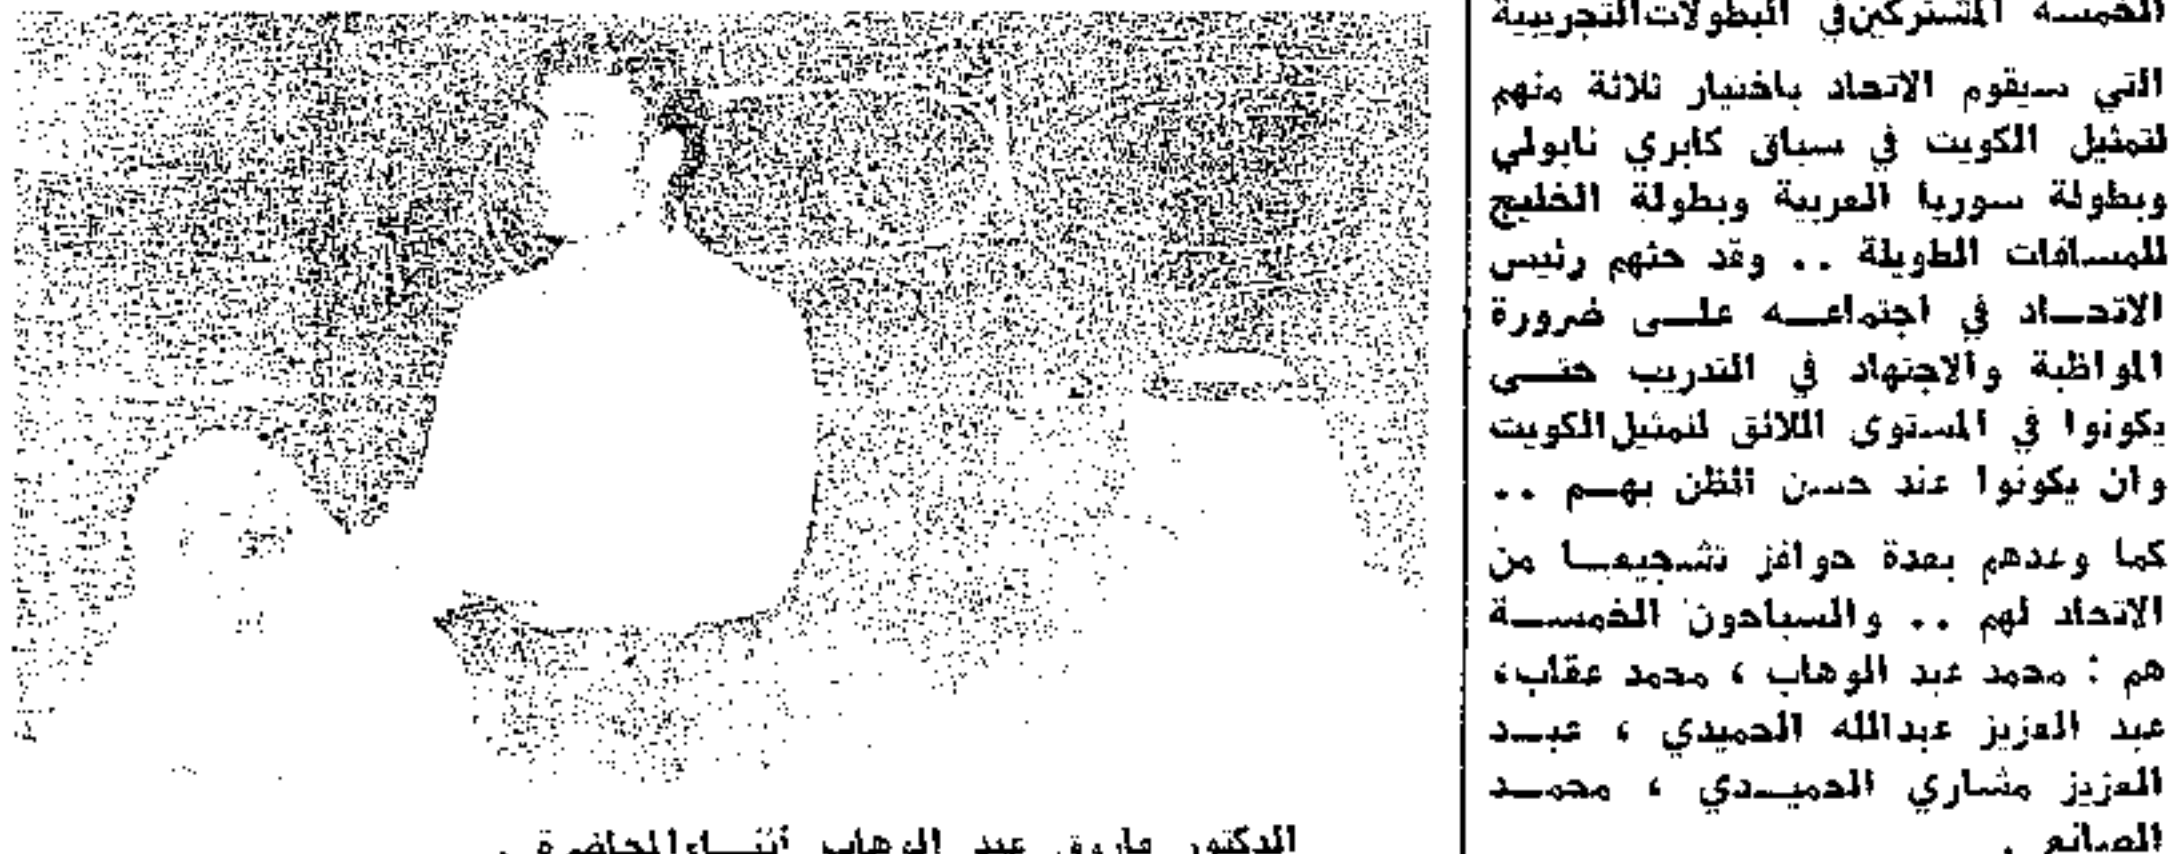 الخمسة المشتركين في البطولات التجريبية
التي سيقوم الاتحاد باختيار ثلاثة منهم
لتمثيل الكويت في سباق كابري نابولي
وبطولة سوريا العربية وبطولة الخليج
للمسافات الطويلة .. وقد حثهم رئيس
الاتحـــاد في اجتماعـــه علـــى ضرورة
المواظبة والاجتهاد في التدريب حتـــى
يكونوا في المستوى اللائق لتمثيل الكويت
وان يكونوا عند حسن الظن بهـــم ..
كما وعدهم بعدة حوافز تشجيعـــا من
الاتحاد لهم .. والسباحون الخمســـة
هم : محمد عبد الوهاب ، محمد عقاب ،
عبد العزيز عبدالله الحميدي ، عبـــد
العزيز مشاري الحميـــدي ، محمـــد
الصانع .
الدكتور فاروق عبد الوهاب أثنـــاء المحاضرة .